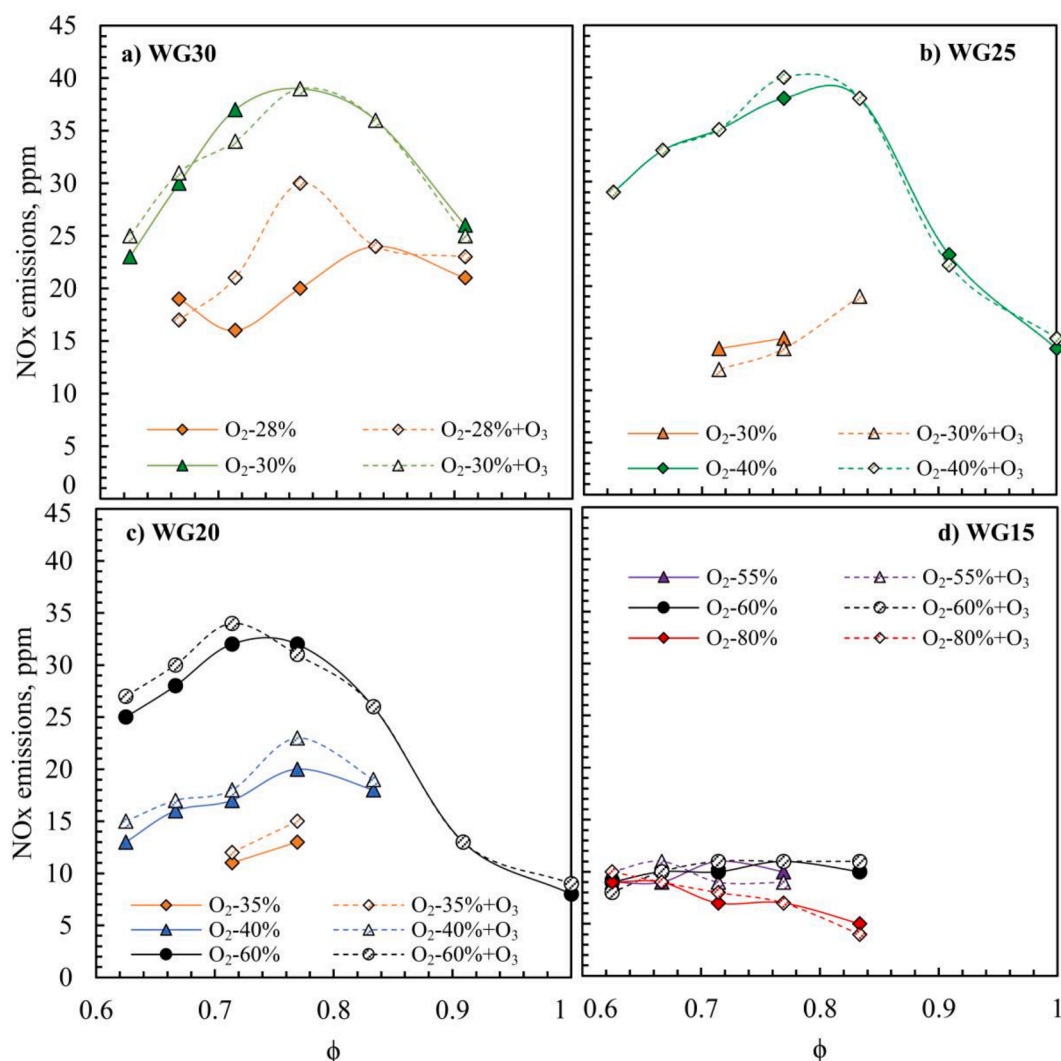 a) WG30
45
40
35
30
25
20
15
10
5
0
NOx emissions, ppm
O₂-28%
O₂-28%+O₃
O₂-30%
O₂-30%+O₃
b) WG25
O₂-30%
O₂-30%+O₃
O₂-40%
O₂-40%+O₃
c) WG20
45
40
35
30
25
20
15
10
5
0
NOx emissions, ppm
O₂-35%
O₂-35%+O₃
O₂-40%
O₂-40%+O₃
O₂-60%
O₂-60%+O₃
0.6 0.7 0.8 0.9 1
ϕ
d) WG15
O₂-55%
O₂-55%+O₃
O₂-60%
O₂-60%+O₃
O₂-80%
O₂-80%+O₃
0.6 0.7 0.8 0.9 1
ϕ